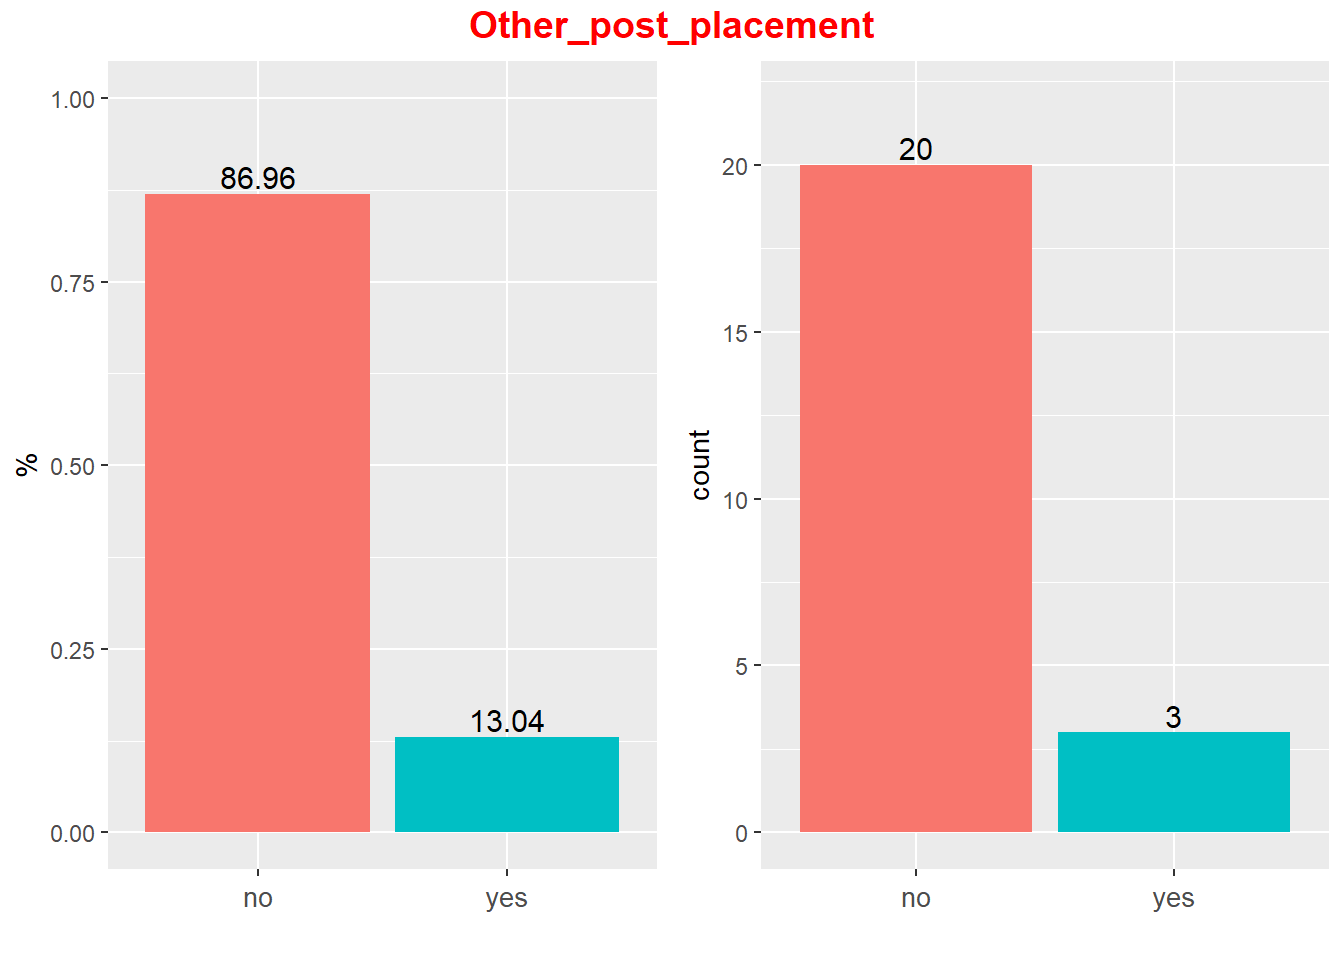 Other_post_placement
%
1.00
0.75
0.50
0.25
0.00
86.96
13.04
no
yes
count
20
15
10
5
0
20
3
no
yes